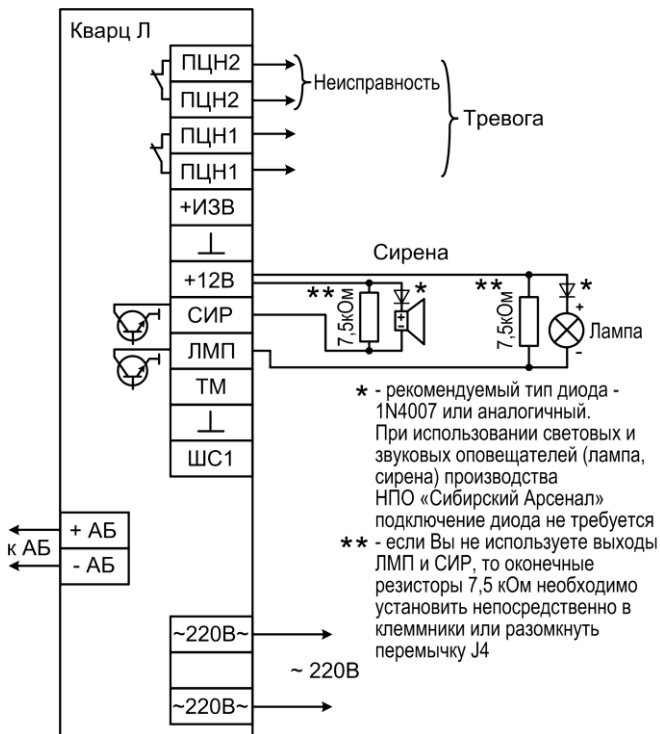 Кварц Л
ПЦН2
ПЦН2
Неисправность
ПЦН1
ПЦН1
Тревога
+ИЗВ
⊥
+12В
СИР
ЛМП
ТМ
⊥
ШС1
Сирена
** 7,5кОм *
+
-
** 7,5кОм *
+
Лампа
-
* - рекомендуемый тип диода -
1N4007 или аналогичный.
При использовании световых и
звуковых оповещателей (лампа,
сирена) производства
НПО «Сибирский Арсенал»
подключение диода не требуется
** - если Вы не используете выходы
ЛМП и СИР, то оконечные
резисторы 7,5 кОм необходимо
установить непосредственно в
клеммники или разомкнуть
перемычку J4
+ АБ
к АБ
- АБ
~220В~
~ 220В
~220В~